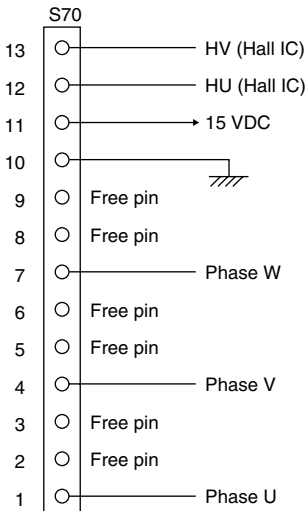 S70
13 HV (Hall IC)
12 HU (Hall IC)
11 15 VDC
10
9 Free pin
8 Free pin
7 Phase W
6 Free pin
5 Free pin
4 Phase V
3 Free pin
2 Free pin
1 Phase U